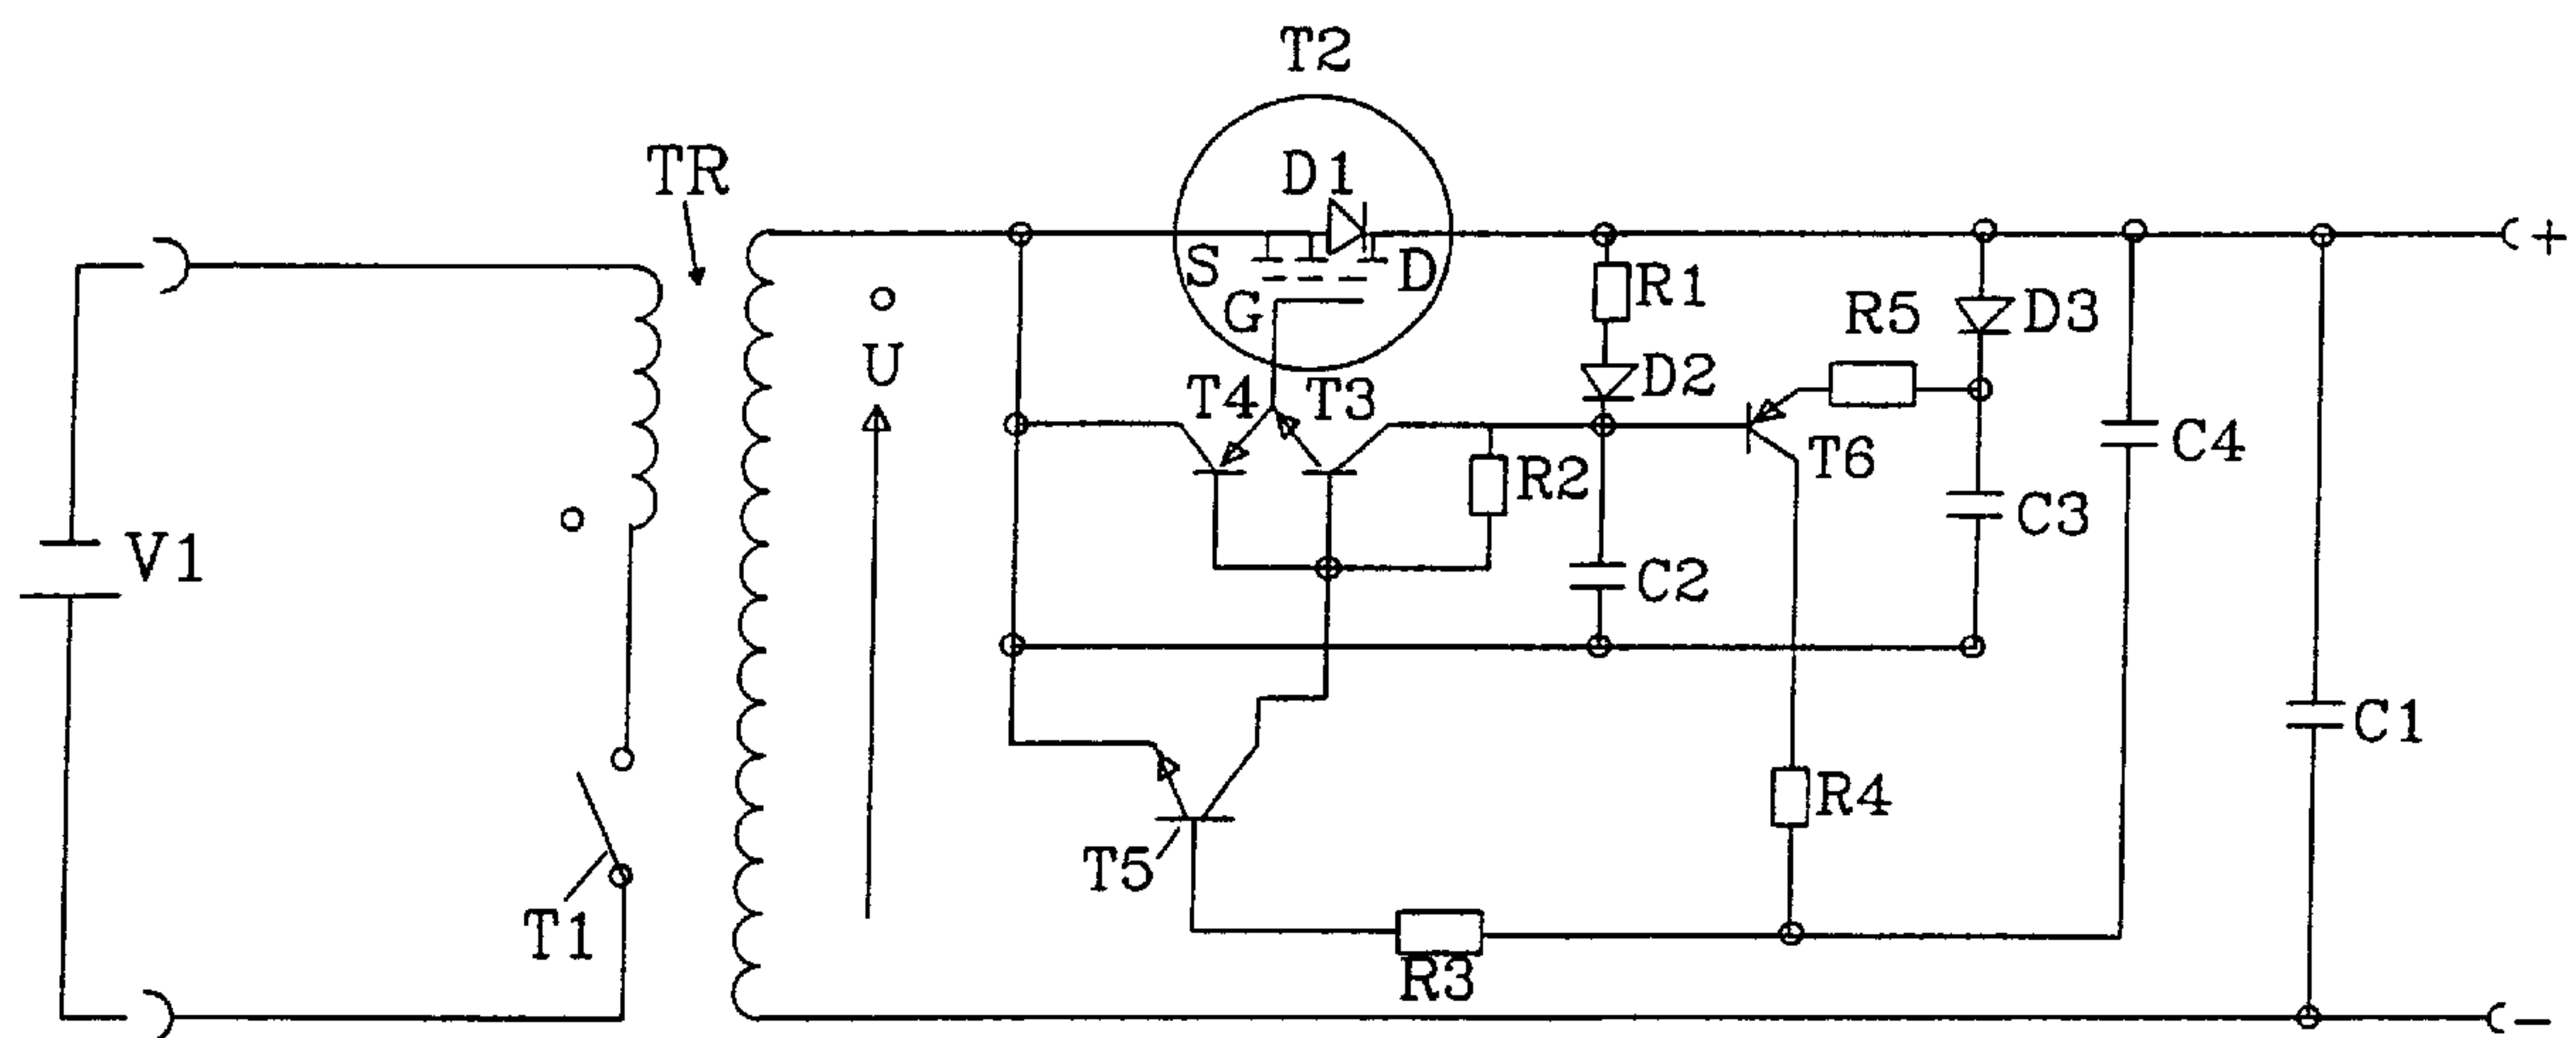 T2
TR
D1
S
D
G
R1
R5
D3
U
T4
T3
D2
T6
C4
R2
C3
V1
C2
C1
R4
T5
T1
R3
+
−